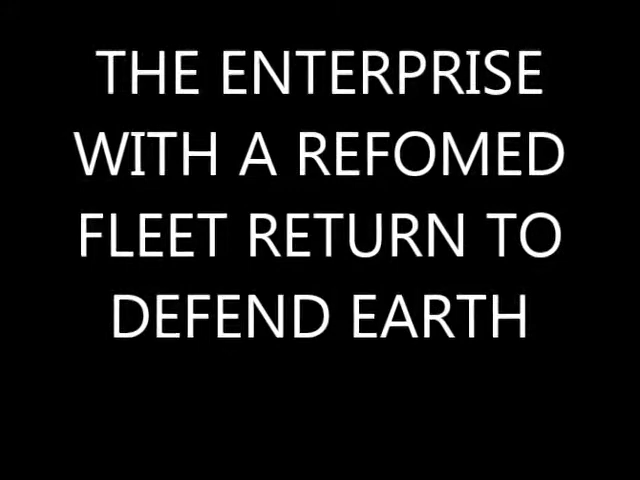 THE ENTERPRISE
WITH A REFOMED
FLEET RETURN TO
DEFEND EARTH